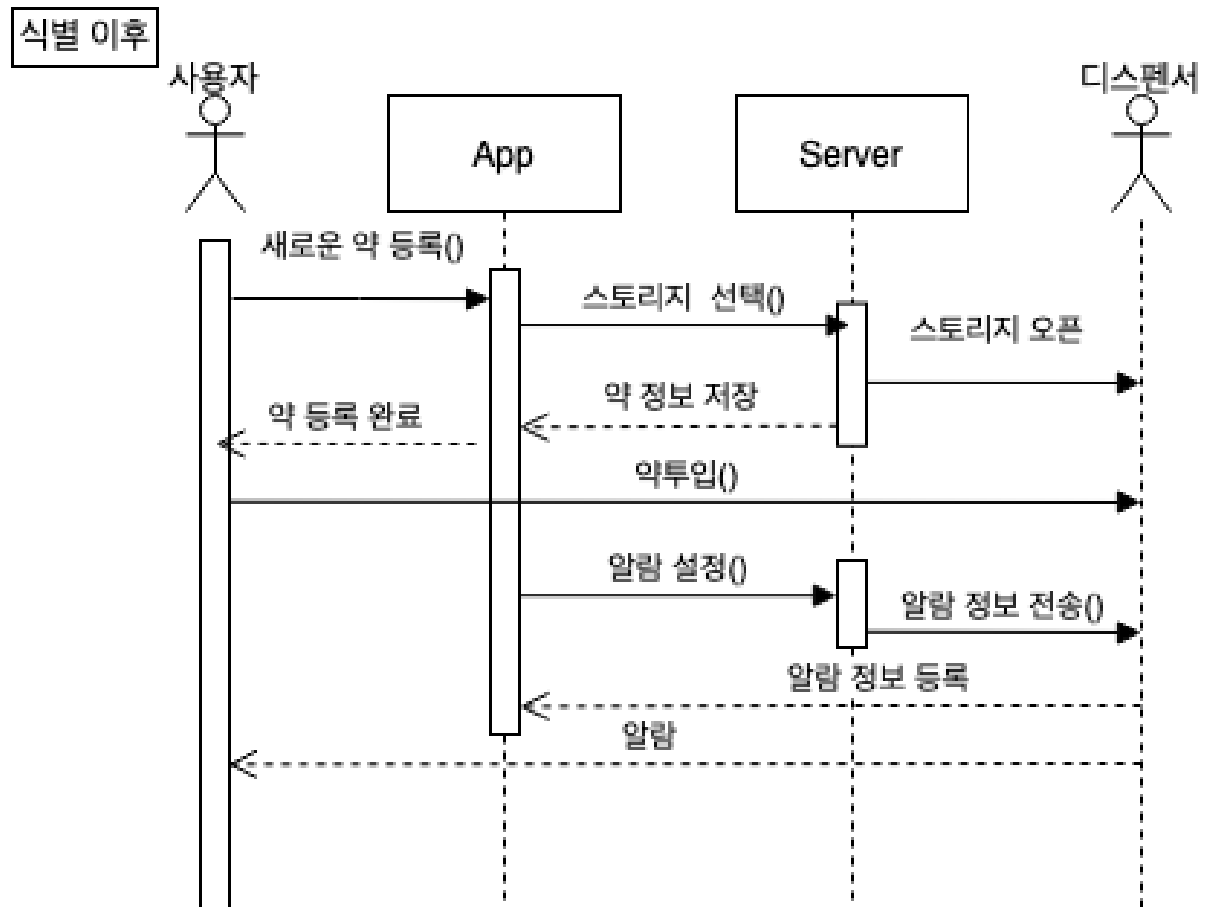 식별 이후
사용자
디스펜서
App
Server
새로운 약 등록()
스토리지 선택()
스토리지 오픈
약 정보 저장
약 등록 완료
약투입()
알람 설정()
알람 정보 전송()
알람 정보 등록
알람